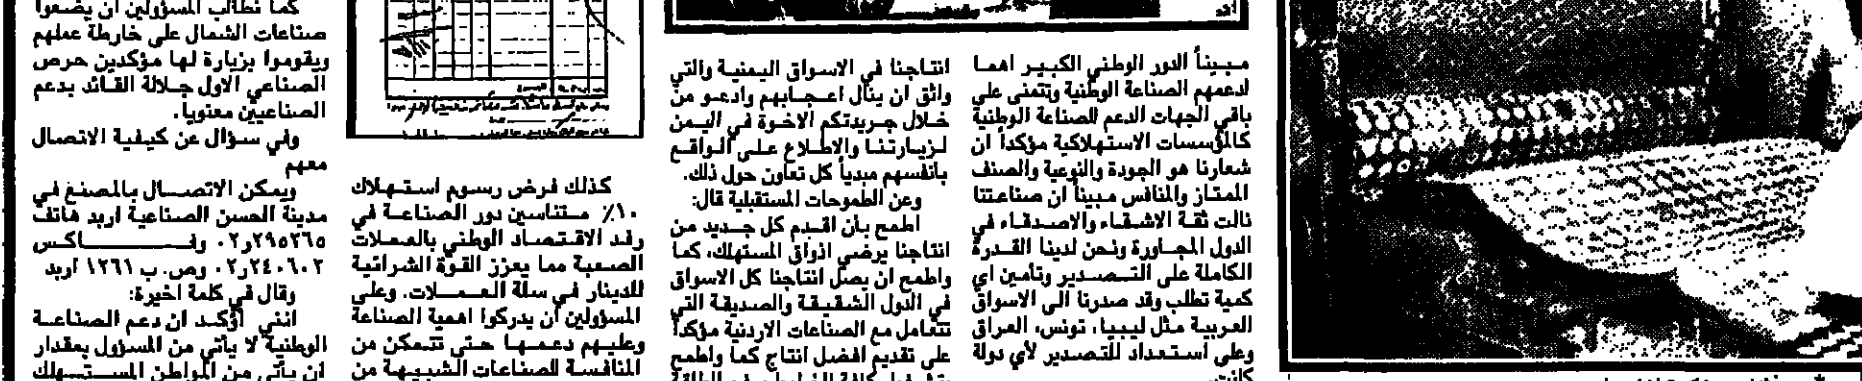 مبيناً الدور الوطني الكبير اهما
لدعمهم الصناعة الوطنية وتتمنى على
باقي الجهات الدعم للصناعة الوطنية
كالمؤسسات الاستهلاكية مؤكداً ان
شعارنا هو الجودة والنوعية والصنف
الممتاز والمنافس مبيناً ان صناعتنا
نالت ثقة الاشقاء والاصدقاء في
الدول المجاورة ونحن لدينا القدرة
الكاملة على التصدير وتأمين اي
كمية تطلب وقد صدرنا الى الاسواق
العربية مثل ليبيا، تونس، العراق
وعلى استعداد للتصدير لأي دولة
كانت.
انتاجنا في الاسواق اليمنية والتي
واثق ان ينال اعجابهم وادعو من
خلال جريدتكم الاخوة في اليمن
لزيارتنا والاطلاع على الواقع
بانفسهم مبدياً كل تعاون حول ذلك.
وعن الطموحات المستقبلية قال:
اطمح بأن اقدم كل جديد من
انتاجنا يرضي اذواق المستهلك، كما
واطمح ان يصل انتاجنا كل الاسواق
في الدول الشقيقة والصديقة التي
تتعامل مع الصناعات الاردنية مؤكداً
على تقديم افضل انتاج كما واطمح
كذلك فرض رسوم استهلاك
١٠٪ متناسين دور الصناعة في
رفد الاقتصاد الوطني بالعملات
الصعبة مما يعزز القوة الشرائية
للدينار في سلة العملات. وعلى
المسؤولين ان يدركوا اهمية الصناعة
وعليهم دعمها حتى تتمكن من
المنافسة للصناعات الشبيهة من
كما نطالب المسؤولين ان يضعوا
صناعات الشمال على خارطة عملهم
ويقوموا بزيارة لها مؤكدين حرص
الصناعي الاول جلالة القائد بدعم
الصناعيين معنويا.
وفي سؤال عن كيفية الاتصال
معهم
ويمكن الاتصال بالمصنع في
مدينة الحسن الصناعية اربد هاتف
٠٢ر٢٩٥٢٦٥ وفاكس
٠٢ر٢٤٠٦٠٢ وص. ب ١٢٦١ اربد
وقال في كلمة اخيرة:
انني أؤكد ان دعم الصناعة
الوطنية لا يأتي من المسؤول بمقدار
ان يأتي من المواطن المستهلك